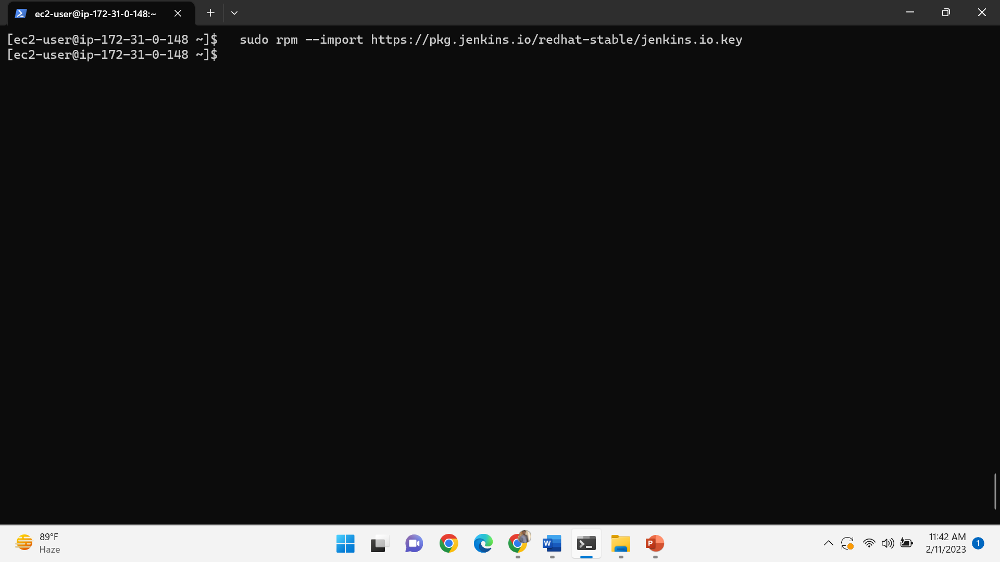 ec2-user@ip-172-31-0-148:~
[ec2-user@ip-172-31-0-148 ~]$   sudo rpm --import https://pkg.jenkins.io/redhat-stable/jenkins.io.key
[ec2-user@ip-172-31-0-148 ~]$
89°F
Haze
W
P
11:42 AM
2/11/2023
1